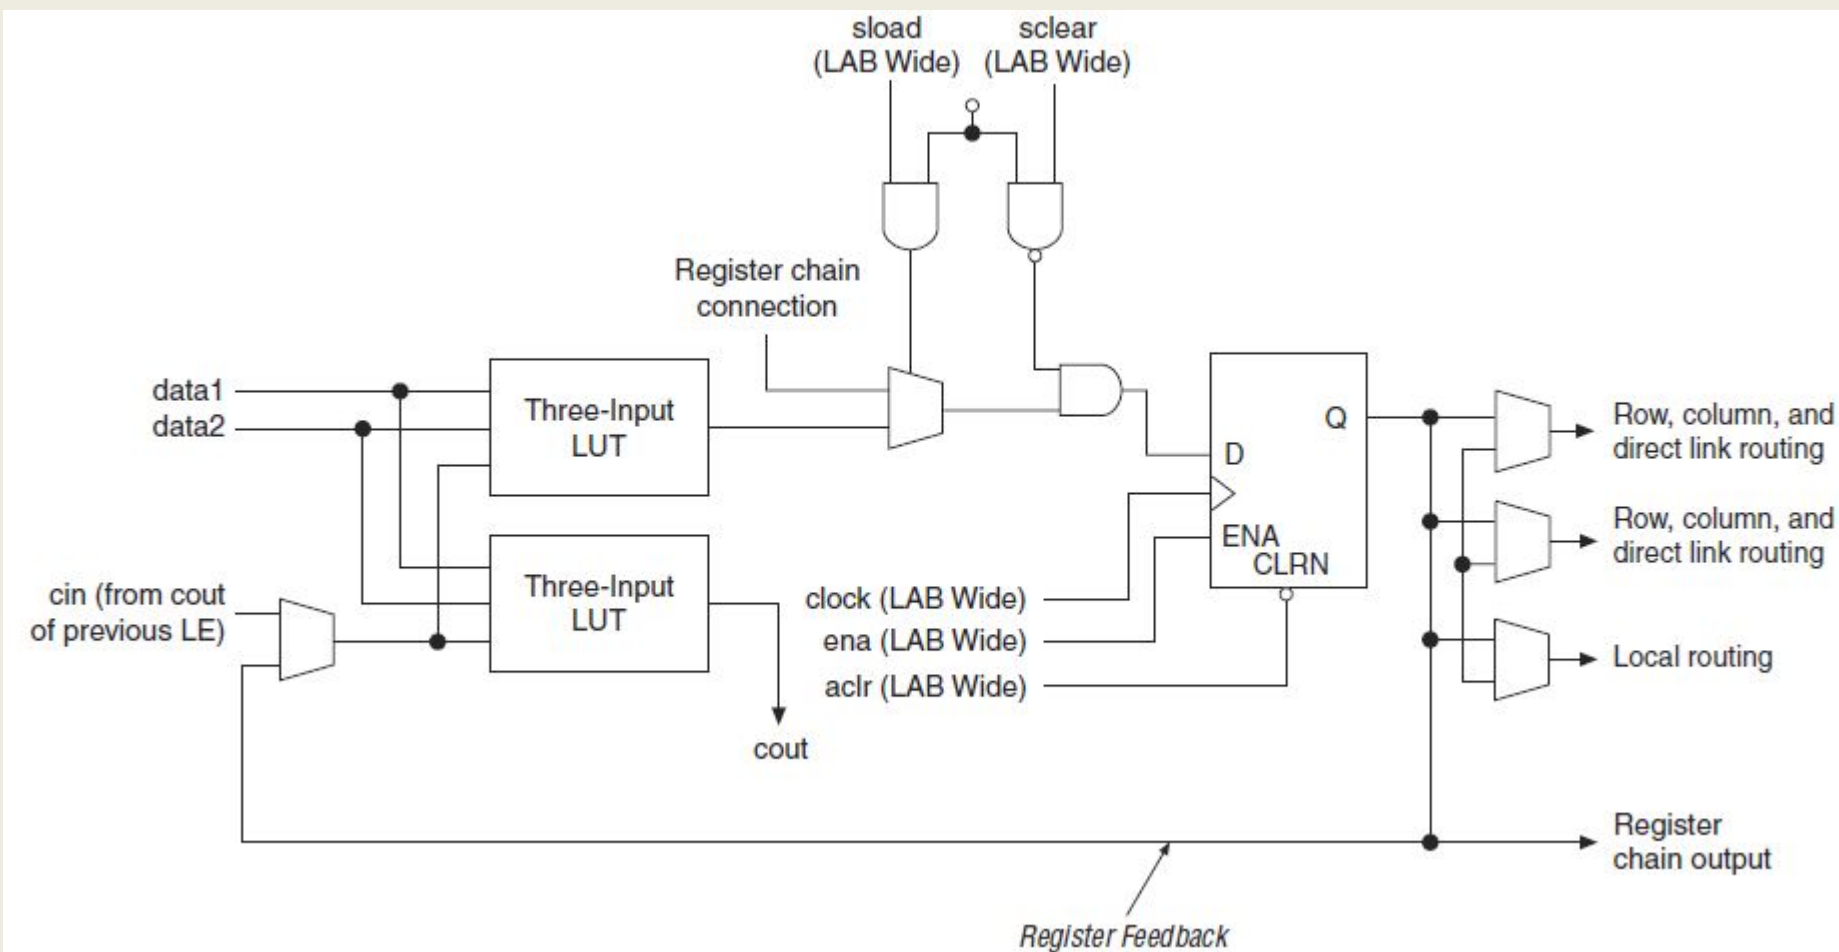 sload
(LAB Wide)
sclear
(LAB Wide)
Register chain
connection
data1
data2
Three-Input
LUT
Three-Input
LUT
cin (from cout
of previous LE)
cout
clock (LAB Wide)
ena (LAB Wide)
aclr (LAB Wide)
Q
D
ENA
CLRN
Row, column, and
direct link routing
Row, column, and
direct link routing
Local routing
Register
chain output
Register Feedback